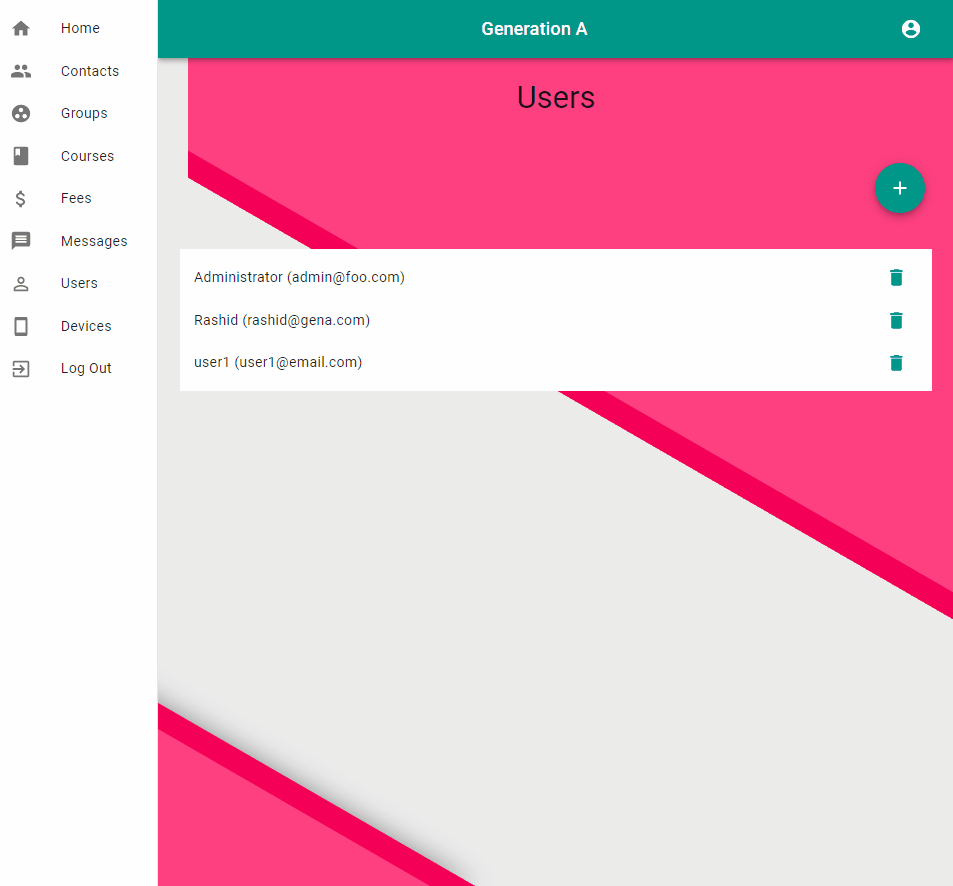 Home
Contacts
Groups
Courses
Fees
Messages
Users
Devices
Log Out
Generation A
Users
Administrator (admin@foo.com)
Rashid (rashid@gena.com)
user1 (user1@email.com)